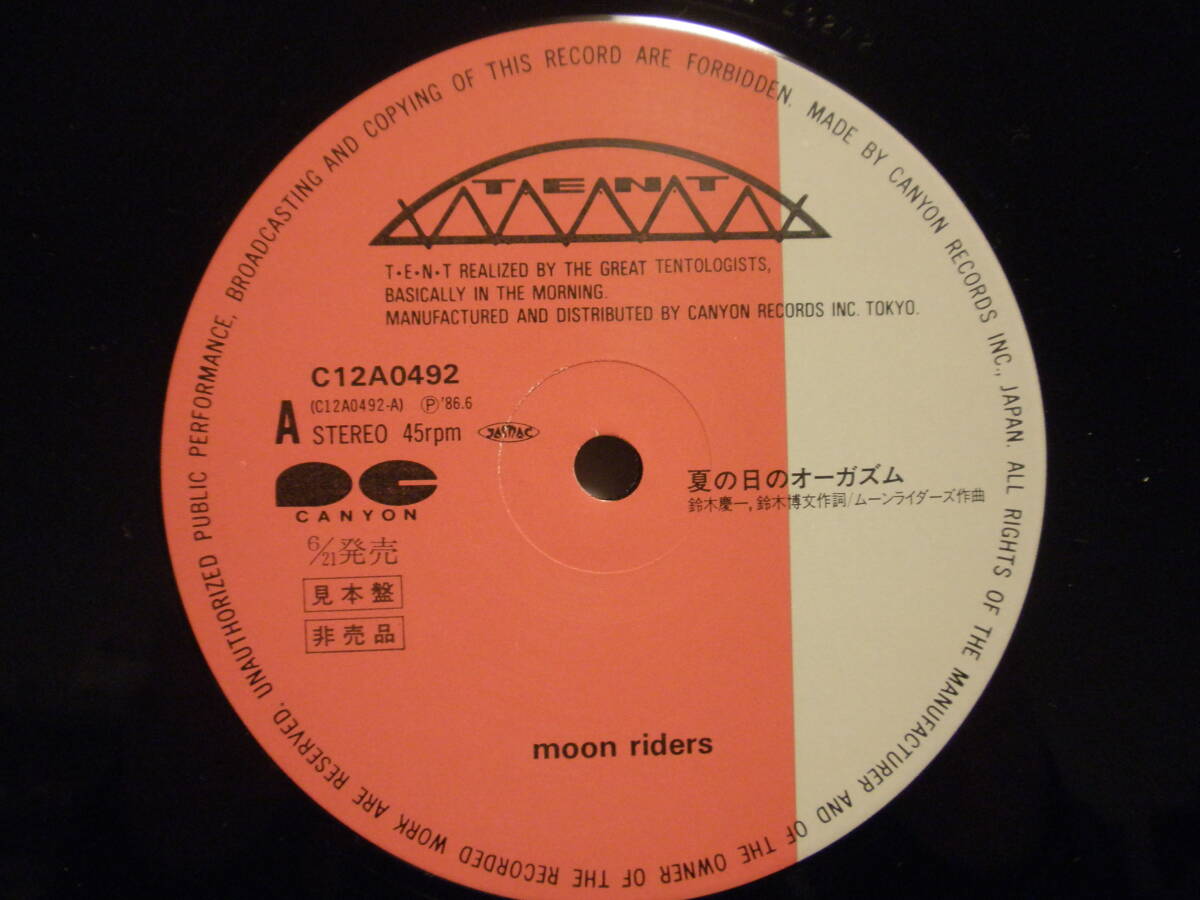 UNAUTHORIZED PUBLIC PERFORMANCE, BROADCASTING AND COPYING OF THIS RECORD ARE FORBIDDEN. MADE BY CANYON RECORDS INC., JAPAN. ALL RIGHTS OF THE MANUFACTURER AND OF THE OWNER OF THE RECORDED WORK ARE RESERVED.
TENT
T•E•N•T REALIZED BY THE GREAT TENTOLOGISTS,
BASICALLY IN THE MORNING.
MANUFACTURED AND DISTRIBUTED BY CANYON RECORDS INC. TOKYO.
C12A0492
(C12A0492-A) Ⓟ'86.6
A STEREO 45rpm JASRAC
PC
CANYON
6/21発売
見本盤
非売品
夏の日のオーガズム
鈴木慶一,鈴木博文作詞/ムーンライダーズ作曲
moon riders